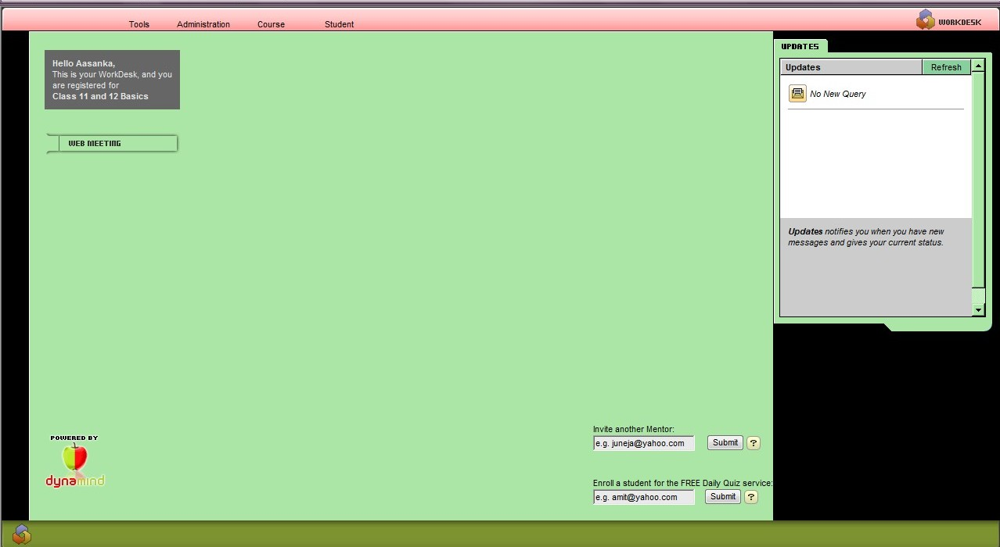 Tools Administration Course Student WORKDESK
Hello Aasanka,
This is your WorkDesk, and you
are registered for
Class 11 and 12 Basics
WEB MEETING
UPDATES
Updates Refresh
No New Query
Updates notifies you when you have new
messages and gives your current status.
POWERED BY
dynamind
Invite another Mentor:
e.g. juneja@yahoo.com Submit ?
Enroll a student for the FREE Daily Quiz service:
e.g. amit@yahoo.com Submit ?